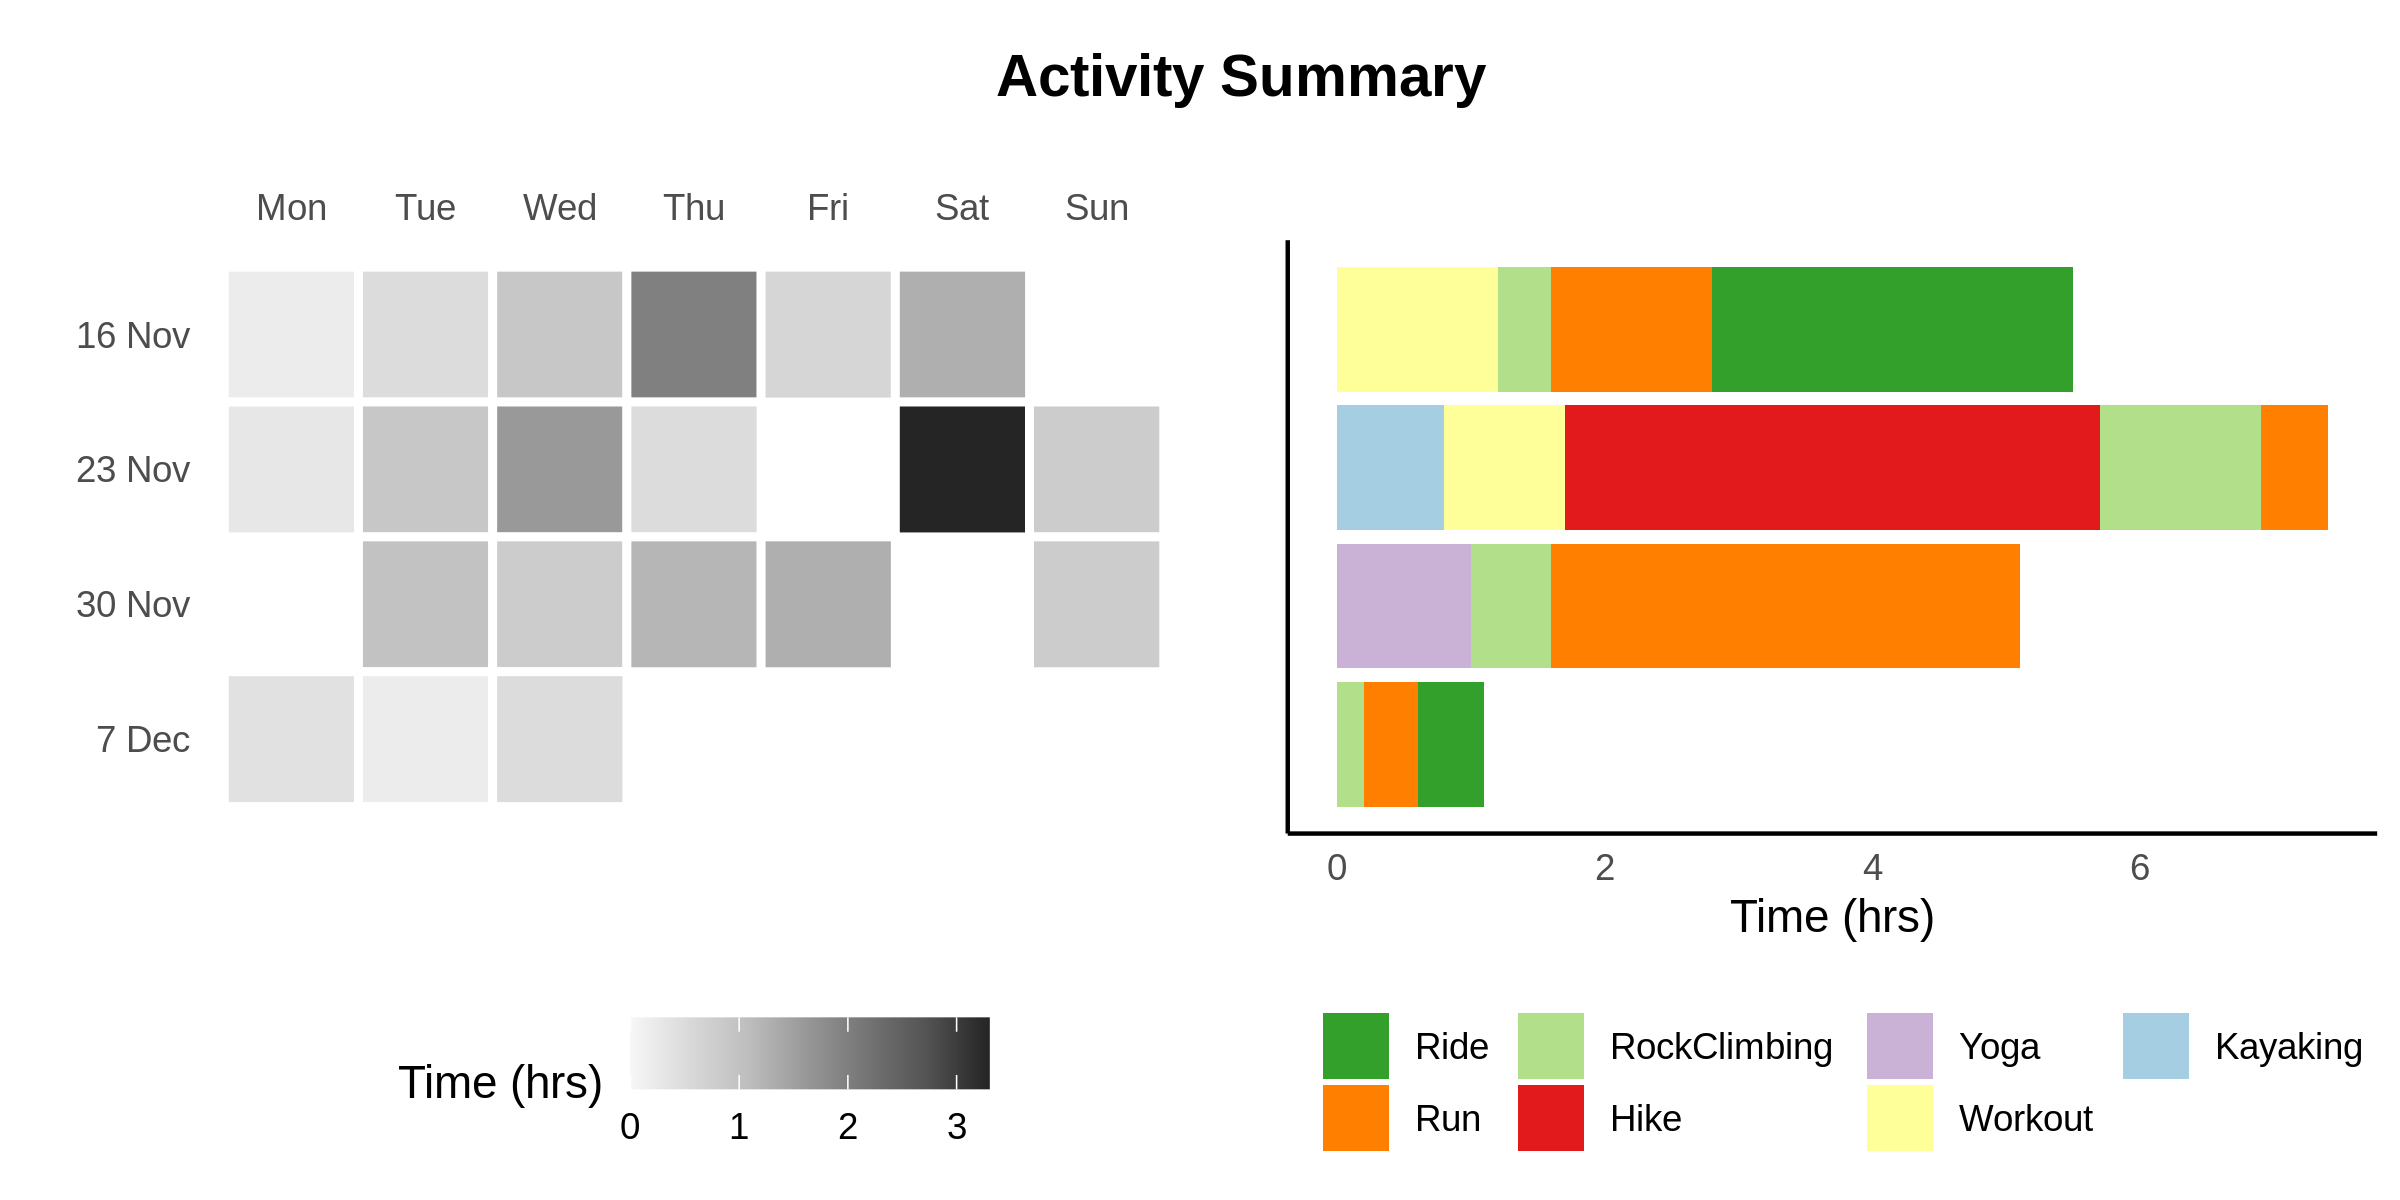 Activity Summary
Mon Tue Wed Thu Fri Sat Sun
16 Nov
23 Nov
30 Nov
7 Dec
0 2 4 6
Time (hrs)
Time (hrs)
0 1 2 3
Ride RockClimbing Yoga Kayaking
Run Hike Workout